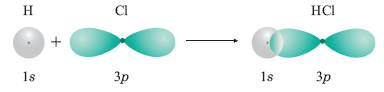 H Cl HCl
+
1s 3p 1s 3p